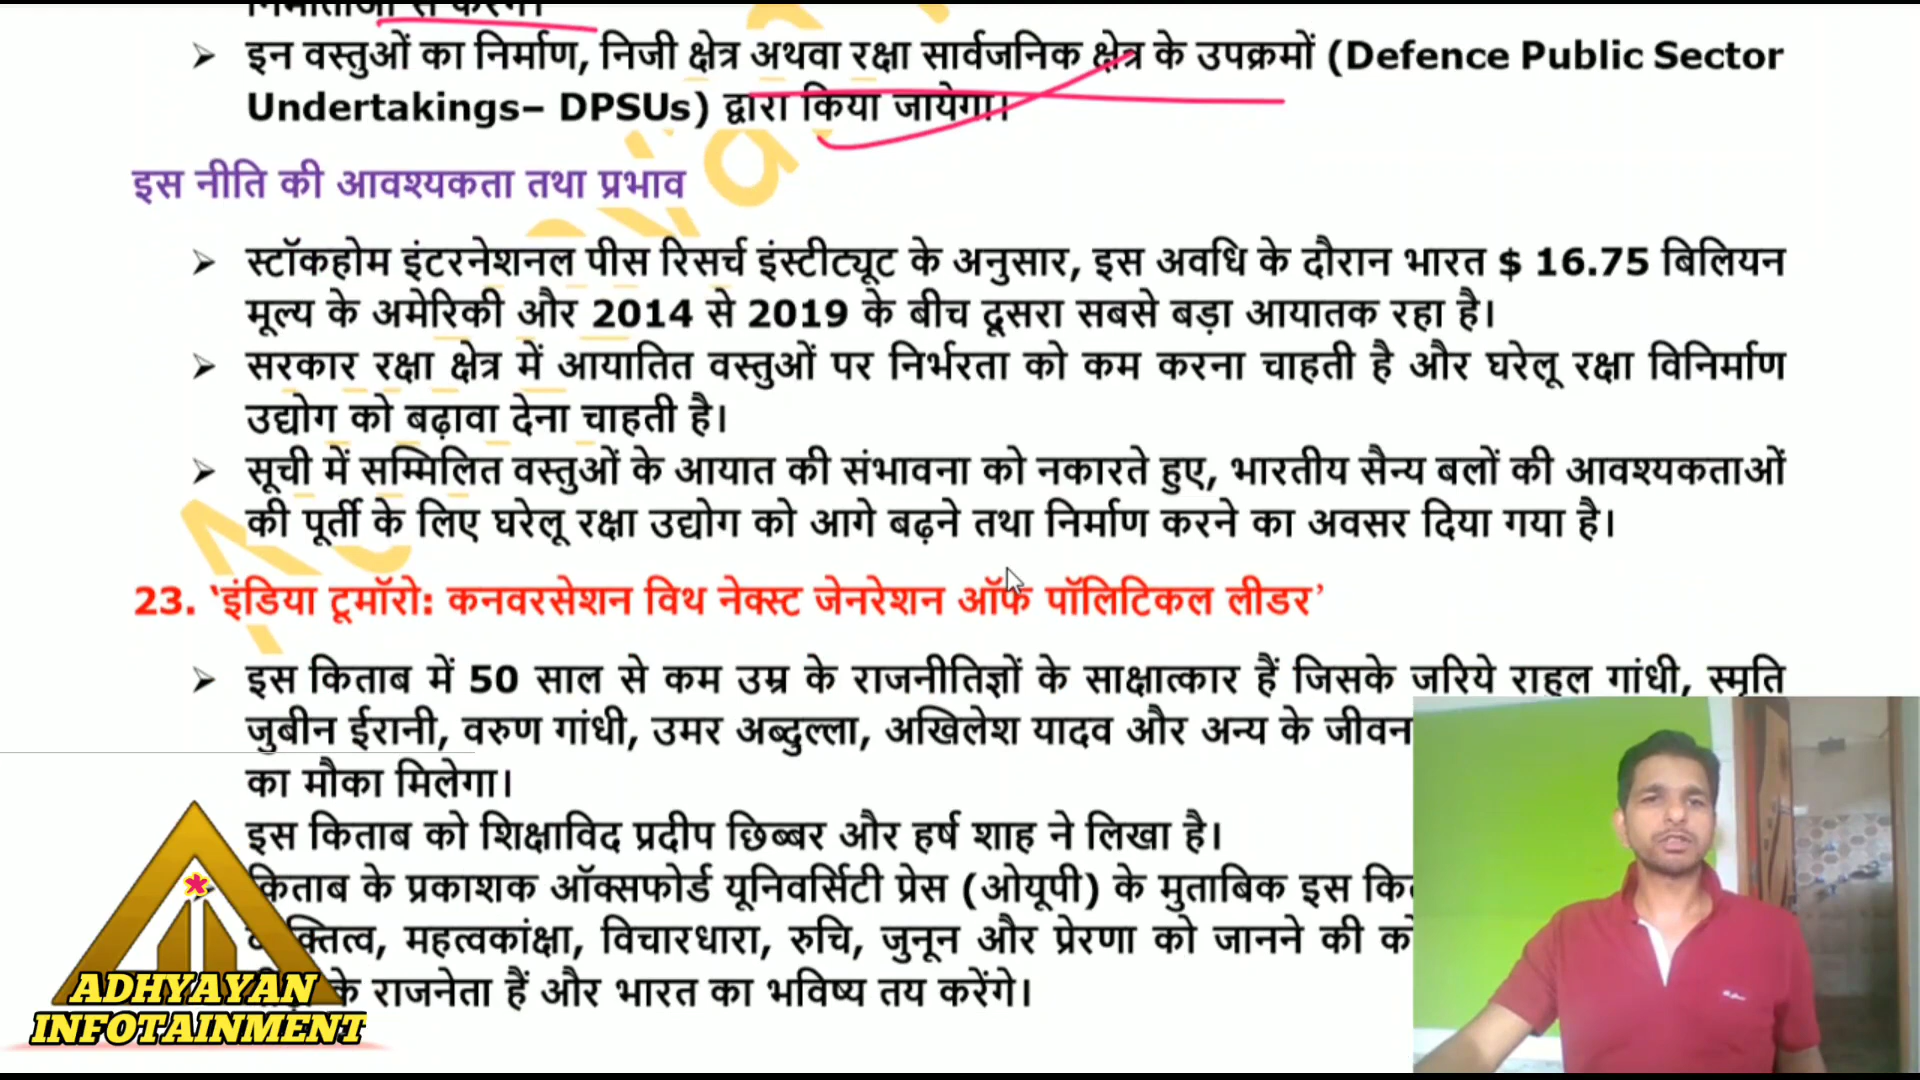 निर्माताओं से करेंगे।
➢ इन वस्तुओं का निर्माण, निजी क्षेत्र अथवा रक्षा सार्वजनिक क्षेत्र के उपक्रमों (Defence Public Sector
Undertakings– DPSUs) द्वारा किया जायेगा।
इस नीति की आवश्यकता तथा प्रभाव
➢ स्टॉकहोम इंटरनेशनल पीस रिसर्च इंस्टीट्यूट के अनुसार, इस अवधि के दौरान भारत $ 16.75 बिलियन
मूल्य के अमेरिकी और 2014 से 2019 के बीच दूसरा सबसे बड़ा आयातक रहा है।
➢ सरकार रक्षा क्षेत्र में आयातित वस्तुओं पर निर्भरता को कम करना चाहती है और घरेलू रक्षा विनिर्माण
उद्योग को बढ़ावा देना चाहती है।
➢ सूची में सम्मिलित वस्तुओं के आयात की संभावना को नकारते हुए, भारतीय सैन्य बलों की आवश्यकताओं
की पूर्ती के लिए घरेलू रक्षा उद्योग को आगे बढ़ने तथा निर्माण करने का अवसर दिया गया है।
23. 'इंडिया टूमॉरो: कनवरसेशन विथ नेक्स्ट जेनरेशन ऑफ पॉलिटिकल लीडर’
➢ इस किताब में 50 साल से कम उम्र के राजनीतिज्ञों के साक्षात्कार हैं जिसके जरिये राहुल गांधी, स्मृति
जुबीन ईरानी, वरुण गांधी, उमर अब्दुल्ला, अखिलेश यादव और अन्य के जीवन
का मौका मिलेगा।
इस किताब को शिक्षाविद प्रदीप छिब्बर और हर्ष शाह ने लिखा है।
किताब के प्रकाशक ऑक्सफोर्ड यूनिवर्सिटी प्रेस (ओयूपी) के मुताबिक इस
महत्वकांक्षा, विचारधारा, रुचि, जुनून और प्रेरणा को जानने की
के राजनेता हैं और भारत का भविष्य तय करेंगे।
ADHYAYAN
INFOTAINMENT